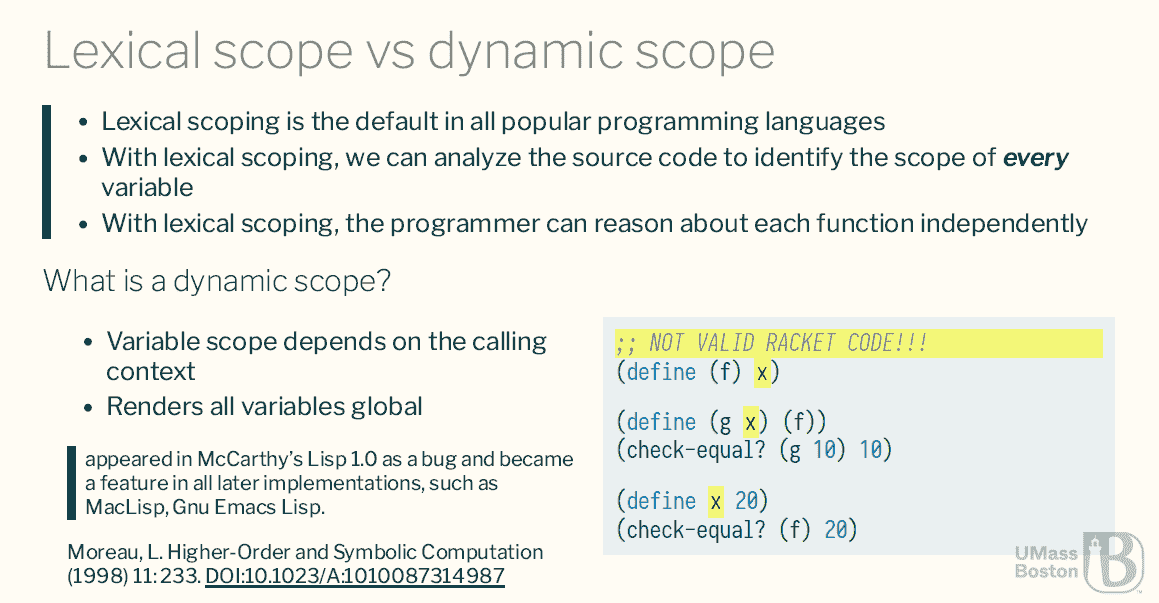 Lexical scope vs dynamic scope
• Lexical scoping is the default in all popular programming languages
• With lexical scoping, we can analyze the source code to identify the scope of every
variable
• With lexical scoping, the programmer can reason about each function independently
What is a dynamic scope?
• Variable scope depends on the calling
context
• Renders all variables global
appeared in McCarthy's Lisp 1.0 as a bug and became
a feature in all later implementations, such as
MacLisp, Gnu Emacs Lisp.
Moreau, L. Higher-Order and Symbolic Computation
(1998) 11: 233. DOI:10.1023/A:1010087314987
;; NOT VALID RACKET CODE!!!
(define (f) x)
(define (g x) (f))
(check-equal? (g 10) 10)
(define x 20)
(check-equal? (f) 20)
UMass
Boston
B